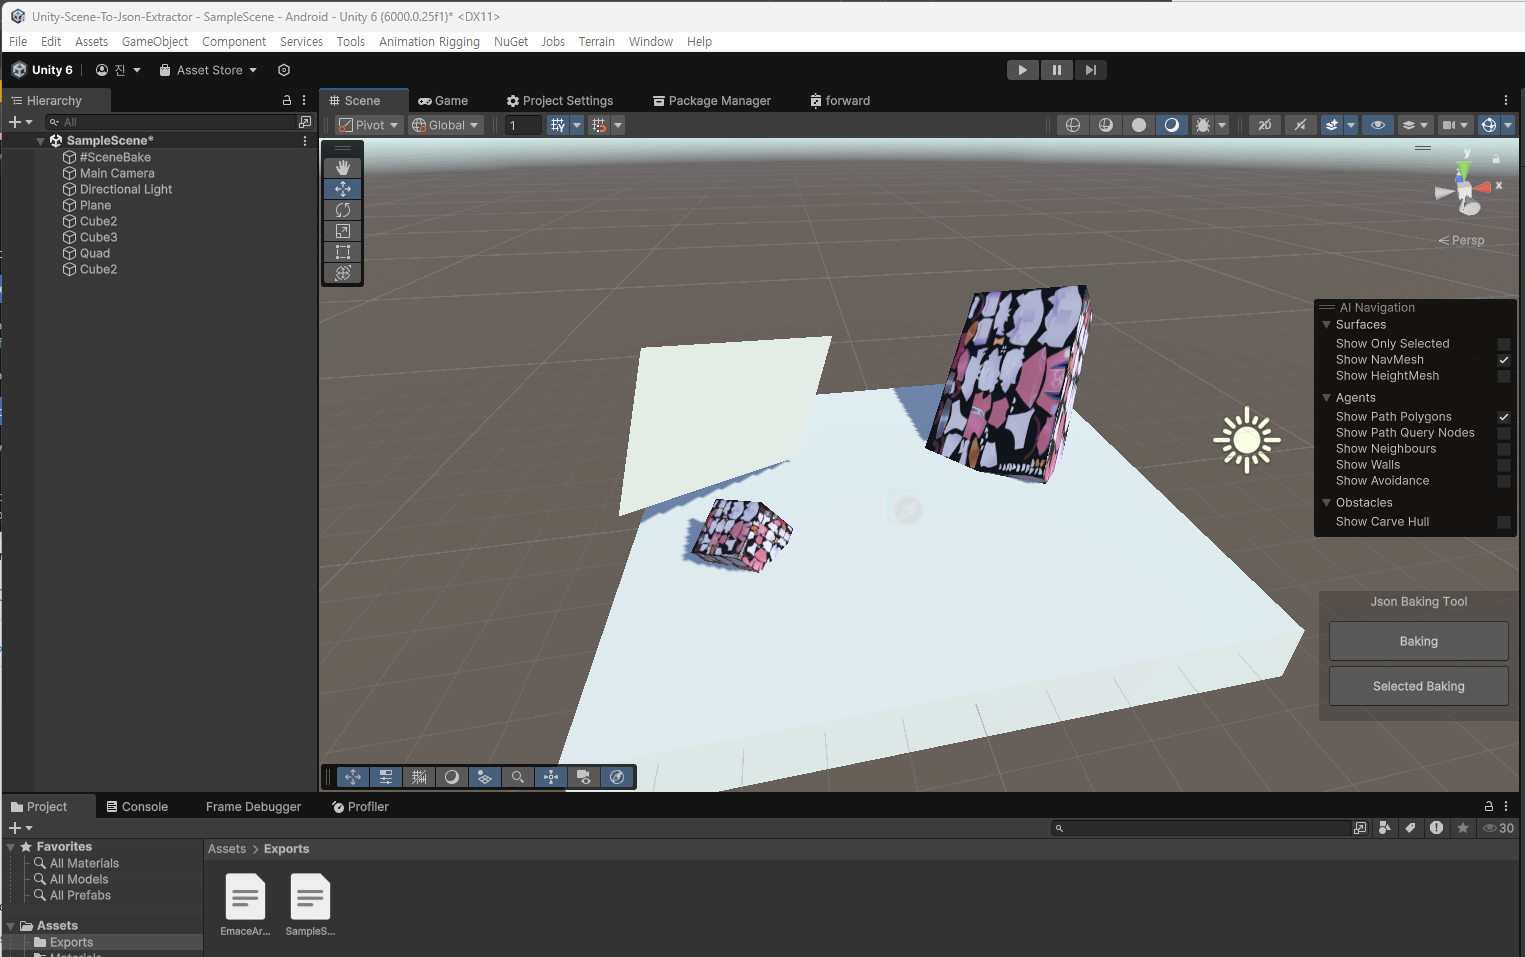 Unity-Scene-To-Json-Extractor - SampleScene - Android - Unity 6 (6000.0.25f1)* <DX11>
File Edit Assets GameObject Component Services Tools Animation Rigging NuGet Jobs Terrain Window Help
Unity 6 진 Asset Store
Hierarchy
All
SampleScene*
#SceneBake
Main Camera
Directional Light
Plane
Cube2
Cube3
Quad
Cube2
Scene Game Project Settings Package Manager forward
Pivot Global 1 2D
y
x
Persp
AI Navigation
Surfaces
Show Only Selected
Show NavMesh
Show HeightMesh
Agents
Show Path Polygons
Show Path Query Nodes
Show Neighbours
Show Walls
Show Avoidance
Obstacles
Show Carve Hull
Json Baking Tool
Baking
Selected Baking
Project Console Frame Debugger Profiler
30
Favorites
All Materials
All Models
All Prefabs
Assets
Exports
Assets > Exports
EmaceAr...
SampleS...